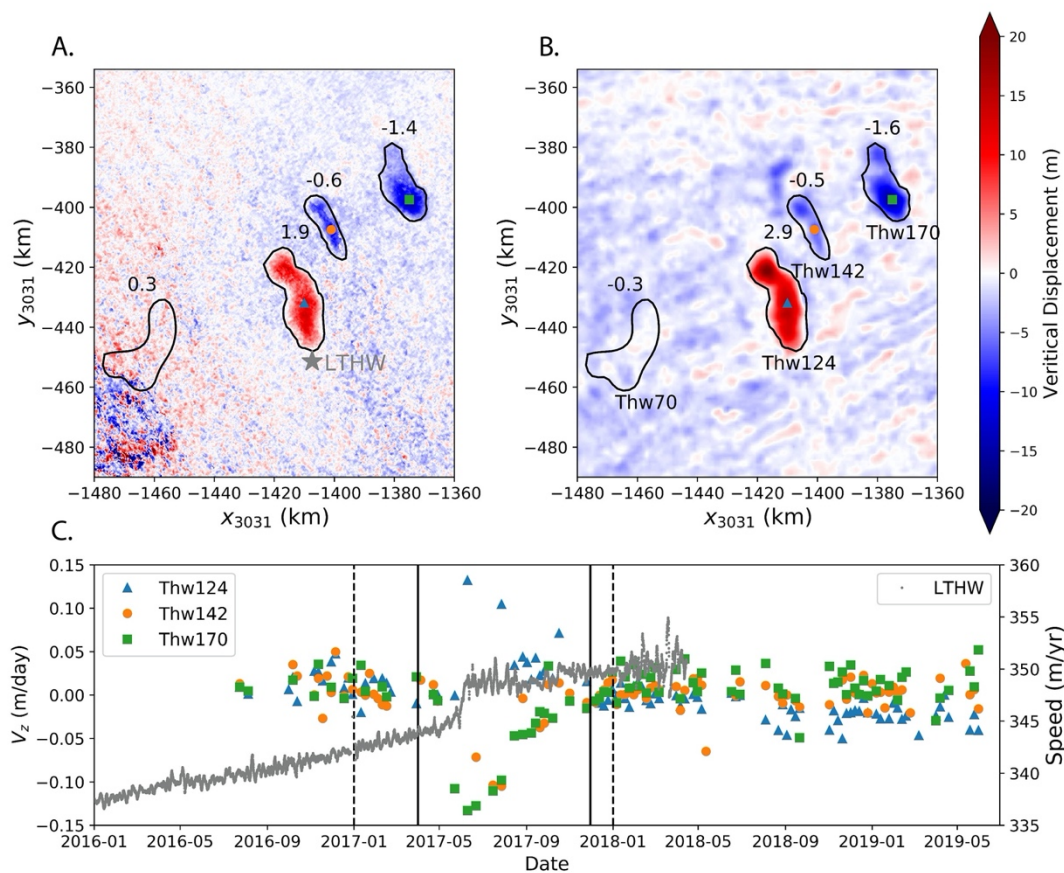 A.
B.
−360
−380
−400
−420
−440
−460
−480
y3031 (km)
-1.4
-0.6
1.9
0.3
LTHW
−1480 −1460 −1440 −1420 −1400 −1380 −1360
x3031 (km)
−360
−380
−400
−420
−440
−460
−480
y3031 (km)
-1.6
-0.5
2.9
Thw170
Thw142
-0.3
Thw124
Thw70
−1480 −1460 −1440 −1420 −1400 −1380 −1360
x3031 (km)
20
15
10
5
0
−5
−10
−15
−20
Vertical Displacement (m)
C.
0.15
0.10
0.05
0.00
−0.05
−0.10
−0.15
Vz (m/day)
Thw124
Thw142
Thw170
LTHW
360
355
350
345
340
335
Speed (m/yr)
2016-01 2016-05 2016-09 2017-01 2017-05 2017-09 2018-01 2018-05 2018-09 2019-01 2019-05
Date